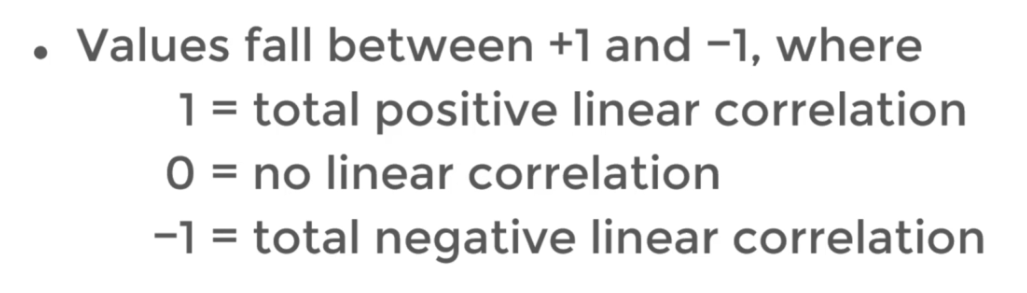 • Values fall between +1 and −1, where
1 = total positive linear correlation
0 = no linear correlation
−1 = total negative linear correlation